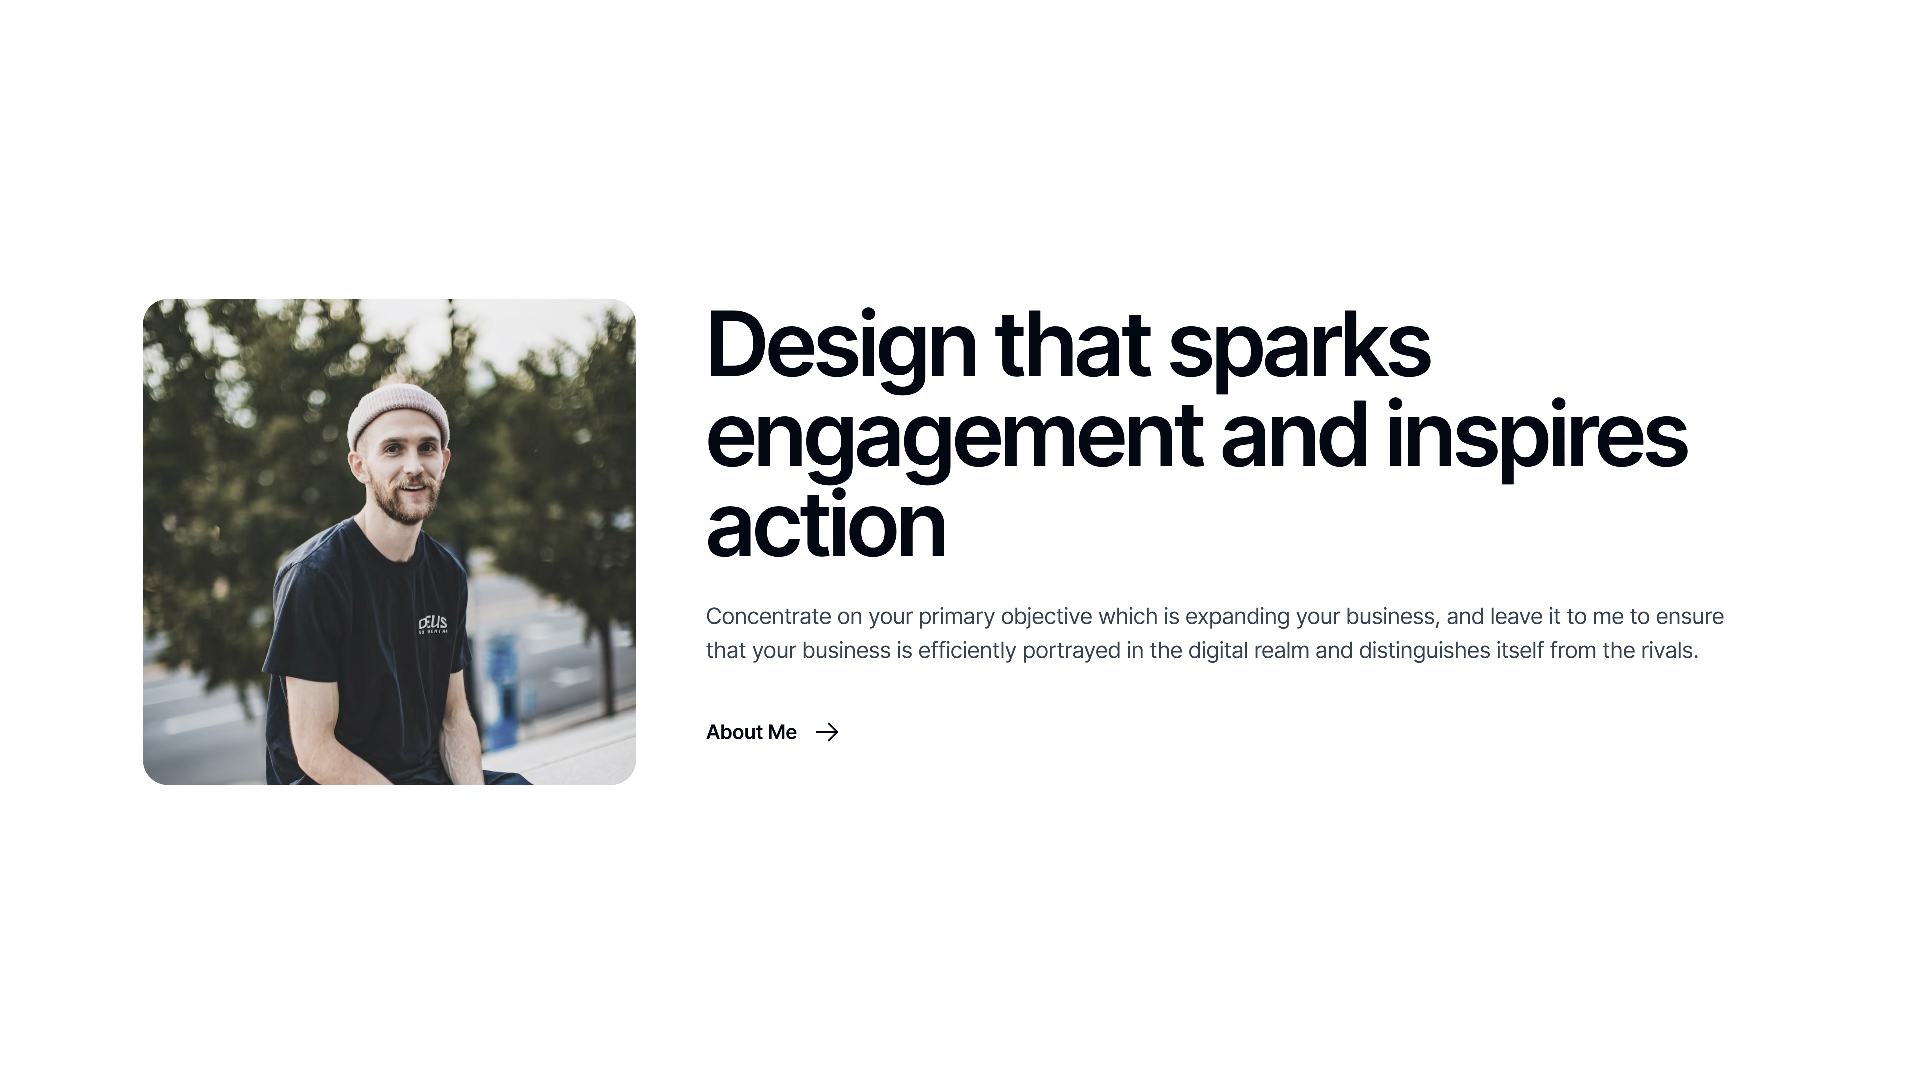 Design that sparks
engagement and inspires
action
Concentrate on your primary objective which is expanding your business, and leave it to me to ensure
that your business is efficiently portrayed in the digital realm and distinguishes itself from the rivals.
About Me
DEUS